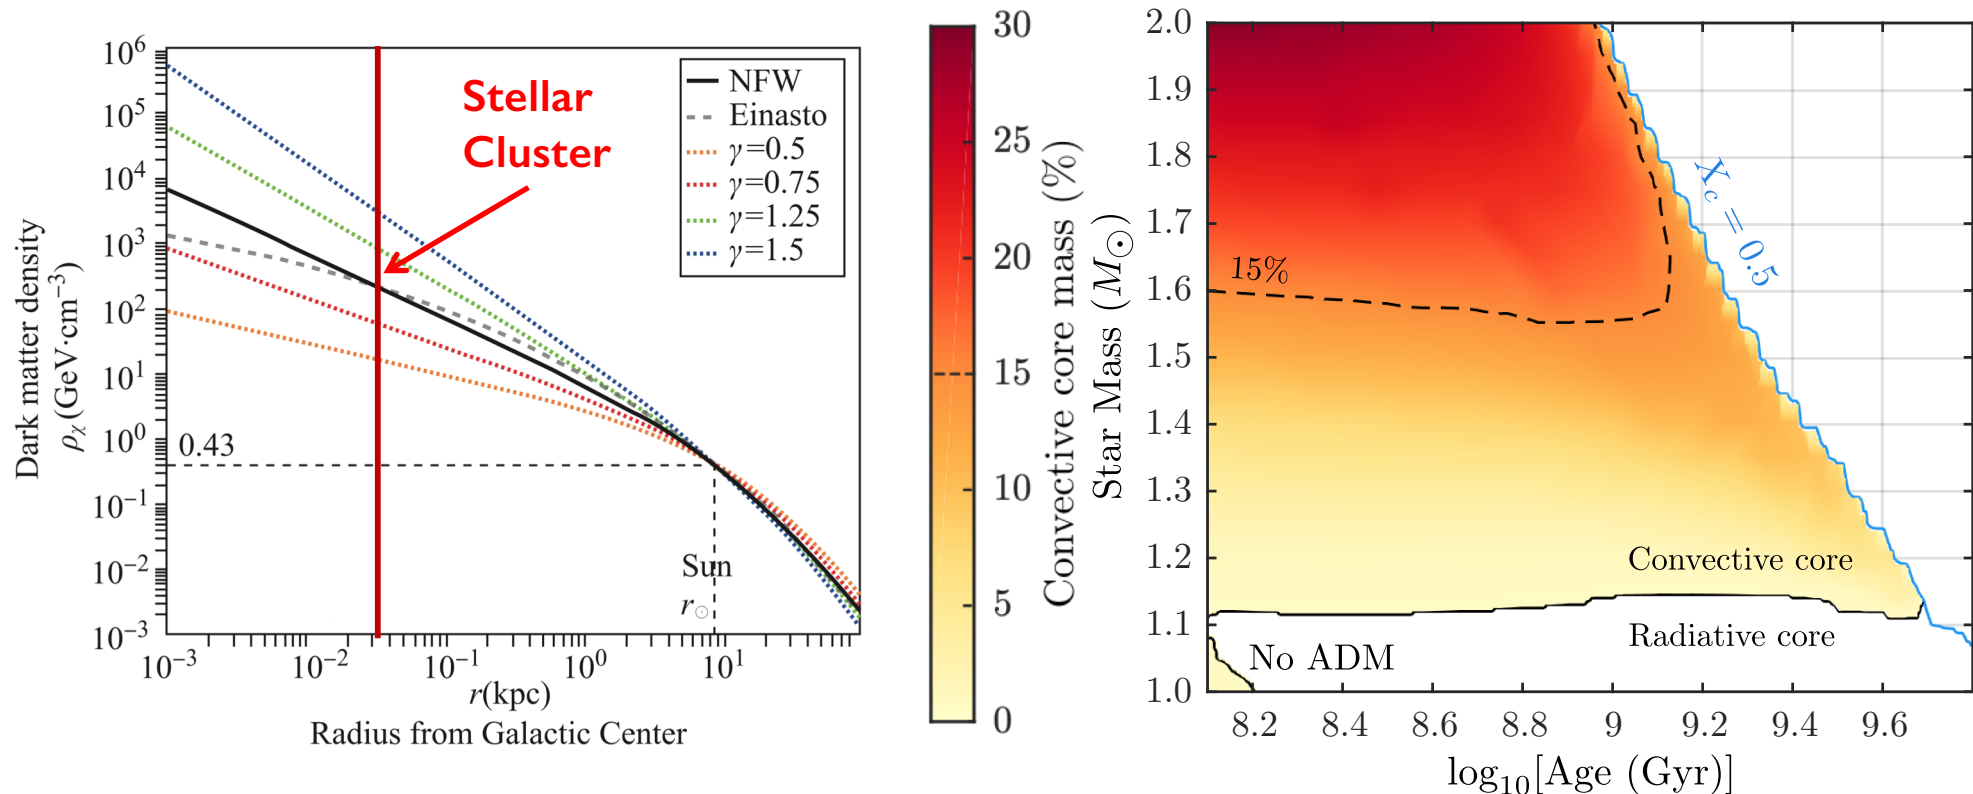 10^6
10^5
10^4
10^3
10^2
10^1
10^0
10^-1
10^-2
10^-3
Dark matter density
ρχ(GeV·cm^-3)
Stellar
Cluster
NFW
Einasto
γ=0.5
γ=0.75
γ=1.25
γ=1.5
0.43
Sun
r⊙
10^-3 10^-2 10^-1 10^0 10^1
r(kpc)
Radius from Galactic Center
30
25
20
15
10
5
0
Convective core mass (%)
2.0
1.9
1.8
1.7
1.6
1.5
1.4
1.3
1.2
1.1
1.0
Star Mass (M⊙)
15%
X_c = 0.5
Convective core
Radiative core
No ADM
8.2 8.4 8.6 8.8 9 9.2 9.4 9.6
log_10[Age (Gyr)]